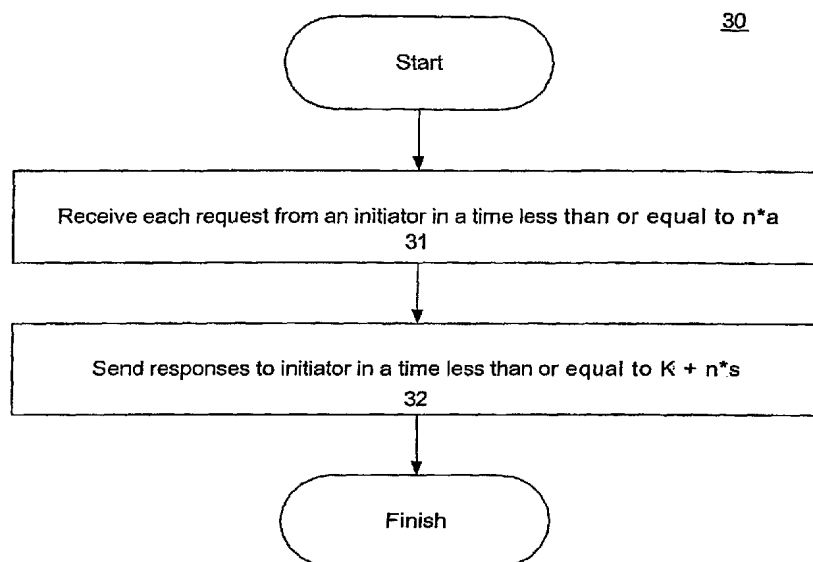 30
Start
Receive each request from an initiator in a time less than or equal to n*a
31
Send responses to initiator in a time less than or equal to K + n*s
32
Finish